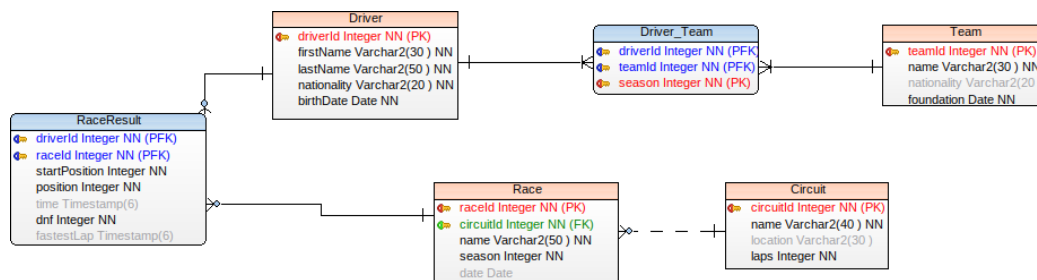 Driver
driverId Integer NN (PK)
firstName Varchar2(30 ) NN
lastName Varchar2(50 ) NN
nationality Varchar2(20 ) NN
birthDate Date NN
Driver_Team
driverId Integer NN (PFK)
teamId Integer NN (PFK)
season Integer NN (PK)
Team
teamId Integer NN (PK)
name Varchar2(30 ) NN
nationality Varchar2(20
foundation Date NN
RaceResult
driverId Integer NN (PFK)
raceId Integer NN (PFK)
startPosition Integer NN
position Integer NN
time Timestamp(6)
dnf Integer NN
fastestLap Timestamp(6)
Race
raceId Integer NN (PK)
circuitId Integer NN (FK)
name Varchar2(50 ) NN
season Integer NN
date Date
Circuit
circuitId Integer NN (PK)
name Varchar2(40 ) NN
location Varchar2(30 )
laps Integer NN